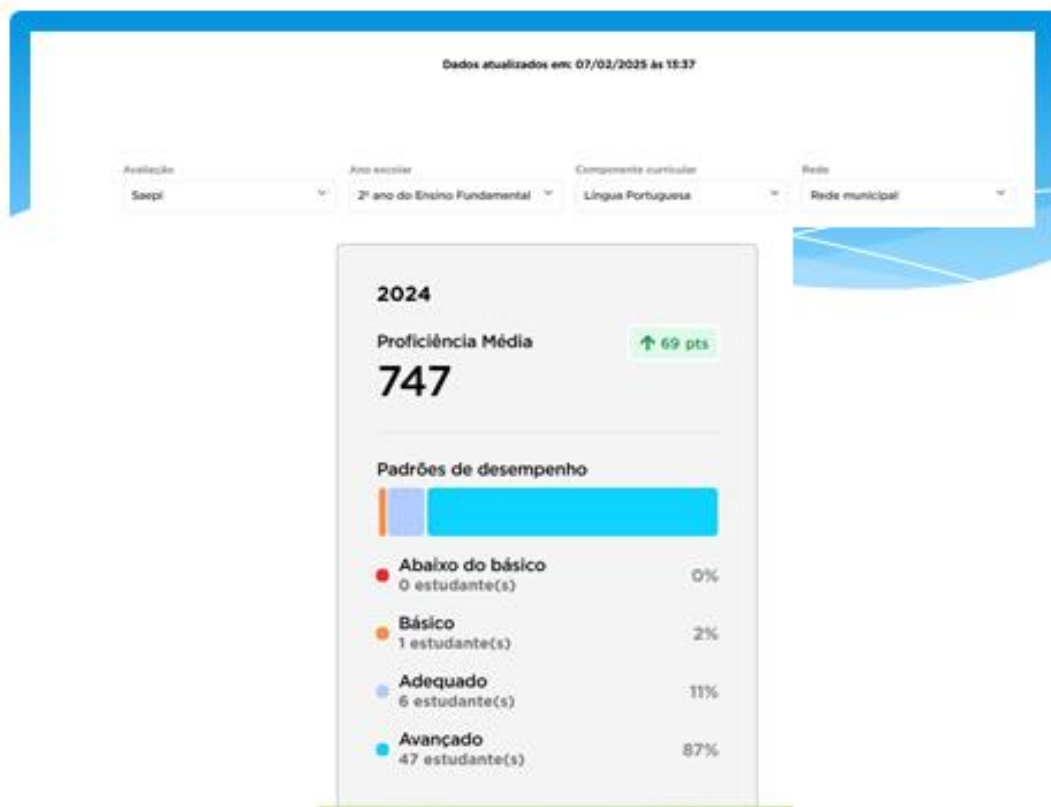 Dados atualizados em: 07/02/2025 às 13:37
Avaliação
Ano escolar
Componente curricular
Rede
Saepi
2º ano do Ensino Fundamental
Língua Portuguesa
Rede municipal
2024
Proficiência Média
↑ 69 pts
747
Padrões de desempenho
Abaixo do básico
0 estudante(s)
0%
Básico
1 estudante(s)
2%
Adequado
6 estudante(s)
11%
Avançado
47 estudante(s)
87%